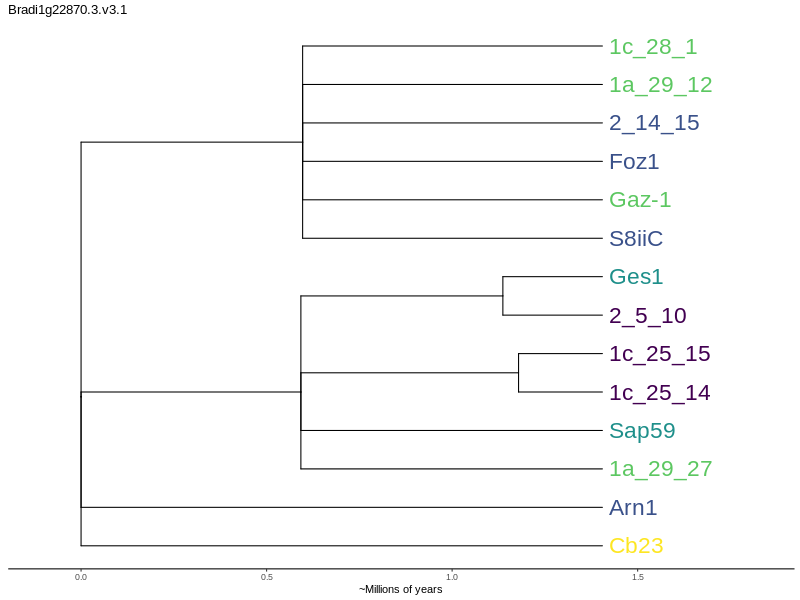 Bradi1g22870.3.v3.1
1c_28_1
1a_29_12
2_14_15
Foz1
Gaz-1
S8iiC
Ges1
2_5_10
1c_25_15
1c_25_14
Sap59
1a_29_27
Arn1
Cb23
0.0 0.5 1.0 1.5
~Millions of years